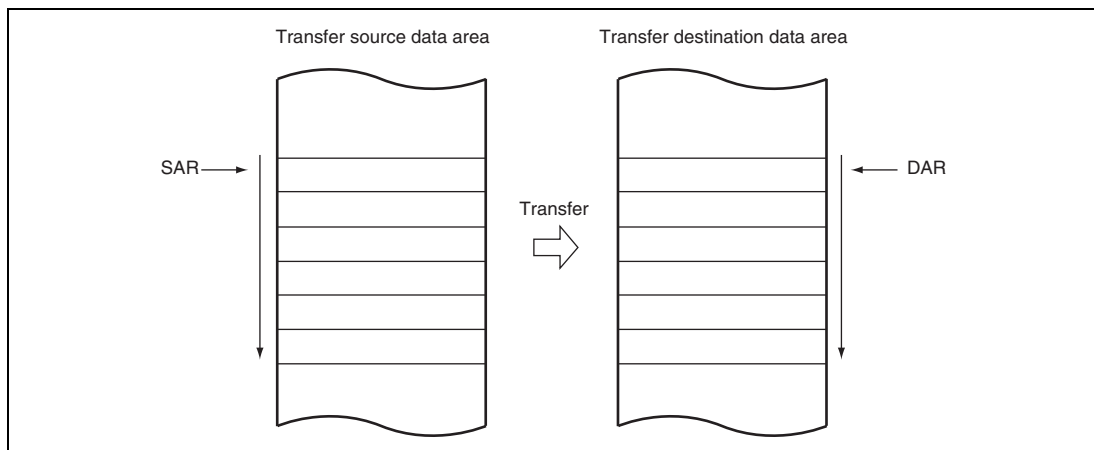 Transfer source data area
Transfer destination data area
SAR
DAR
Transfer